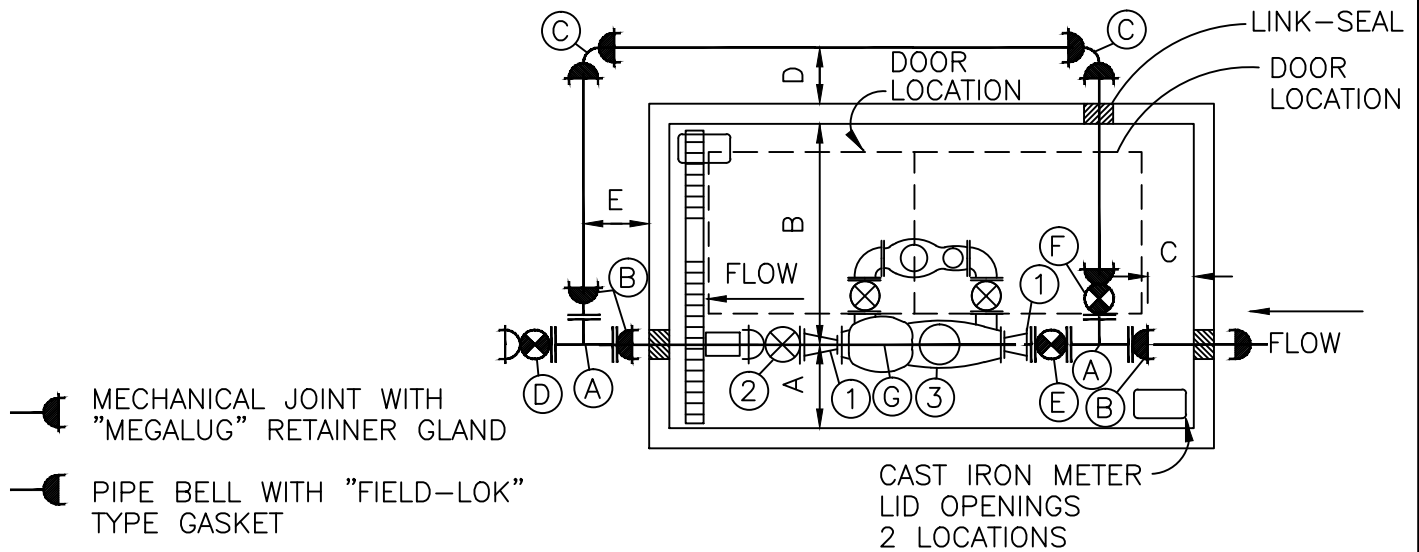 C
C
LINK-SEAL
DOOR
LOCATION
DOOR
LOCATION
D
E
B
F
C
FLOW
B
1
FLOW
D
A
2
1
A
G
3
E
A
B
MECHANICAL JOINT WITH
"MEGALUG" RETAINER GLAND
PIPE BELL WITH "FIELD-LOK"
TYPE GASKET
CAST IRON METER
LID OPENINGS
2 LOCATIONS